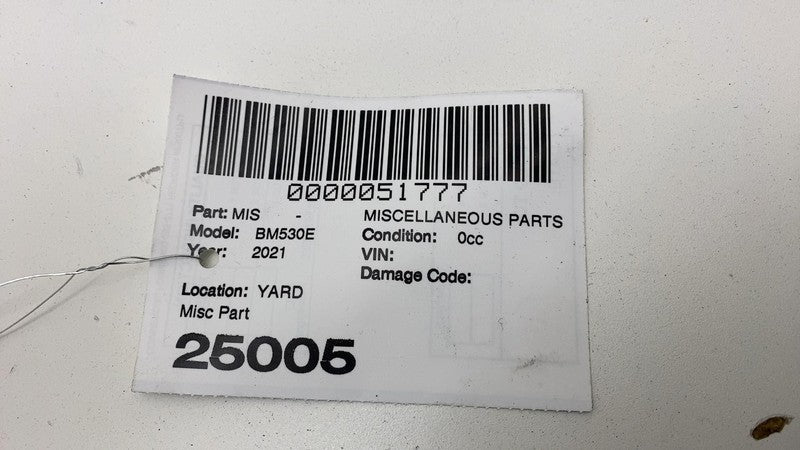 0000051777
Part: MIS - MISCELLANEOUS PARTS
Model: BM530E Condition: 0cc
Year: 2021 VIN:
Damage Code:
Location: YARD
Misc Part
25005